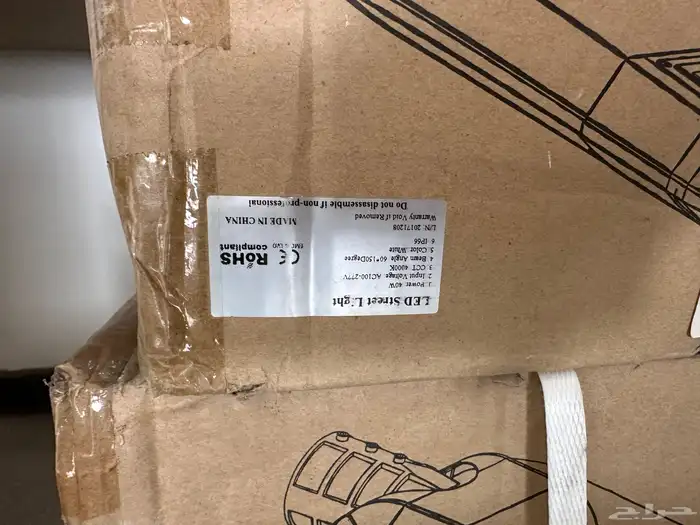 LED Street Light
1. Power: 40W
2. Input Voltage: AC100-277V
3. CCT: 4000K
4. Beam Angle: 60*150Degree
5. Color: White
6. IP66
L/N: 20171208
Warranty Void if Removed
Do not disassemble if non-professional
CE RoHS
compliant
EMC & LVD
MADE IN CHINA
حراج